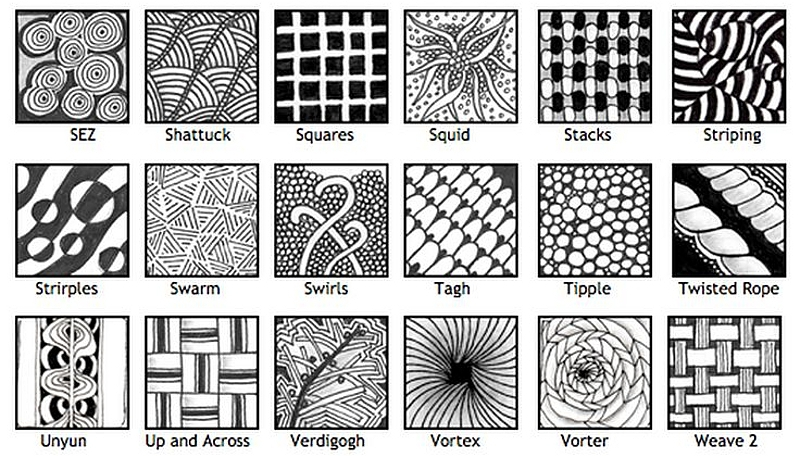 SEZ Shattuck Squares Squid Stacks Striping
Strirples Swarm Swirls Tagh Tipple Twisted Rope
Unyun Up and Across Verdigogh Vortex Vorter Weave 2